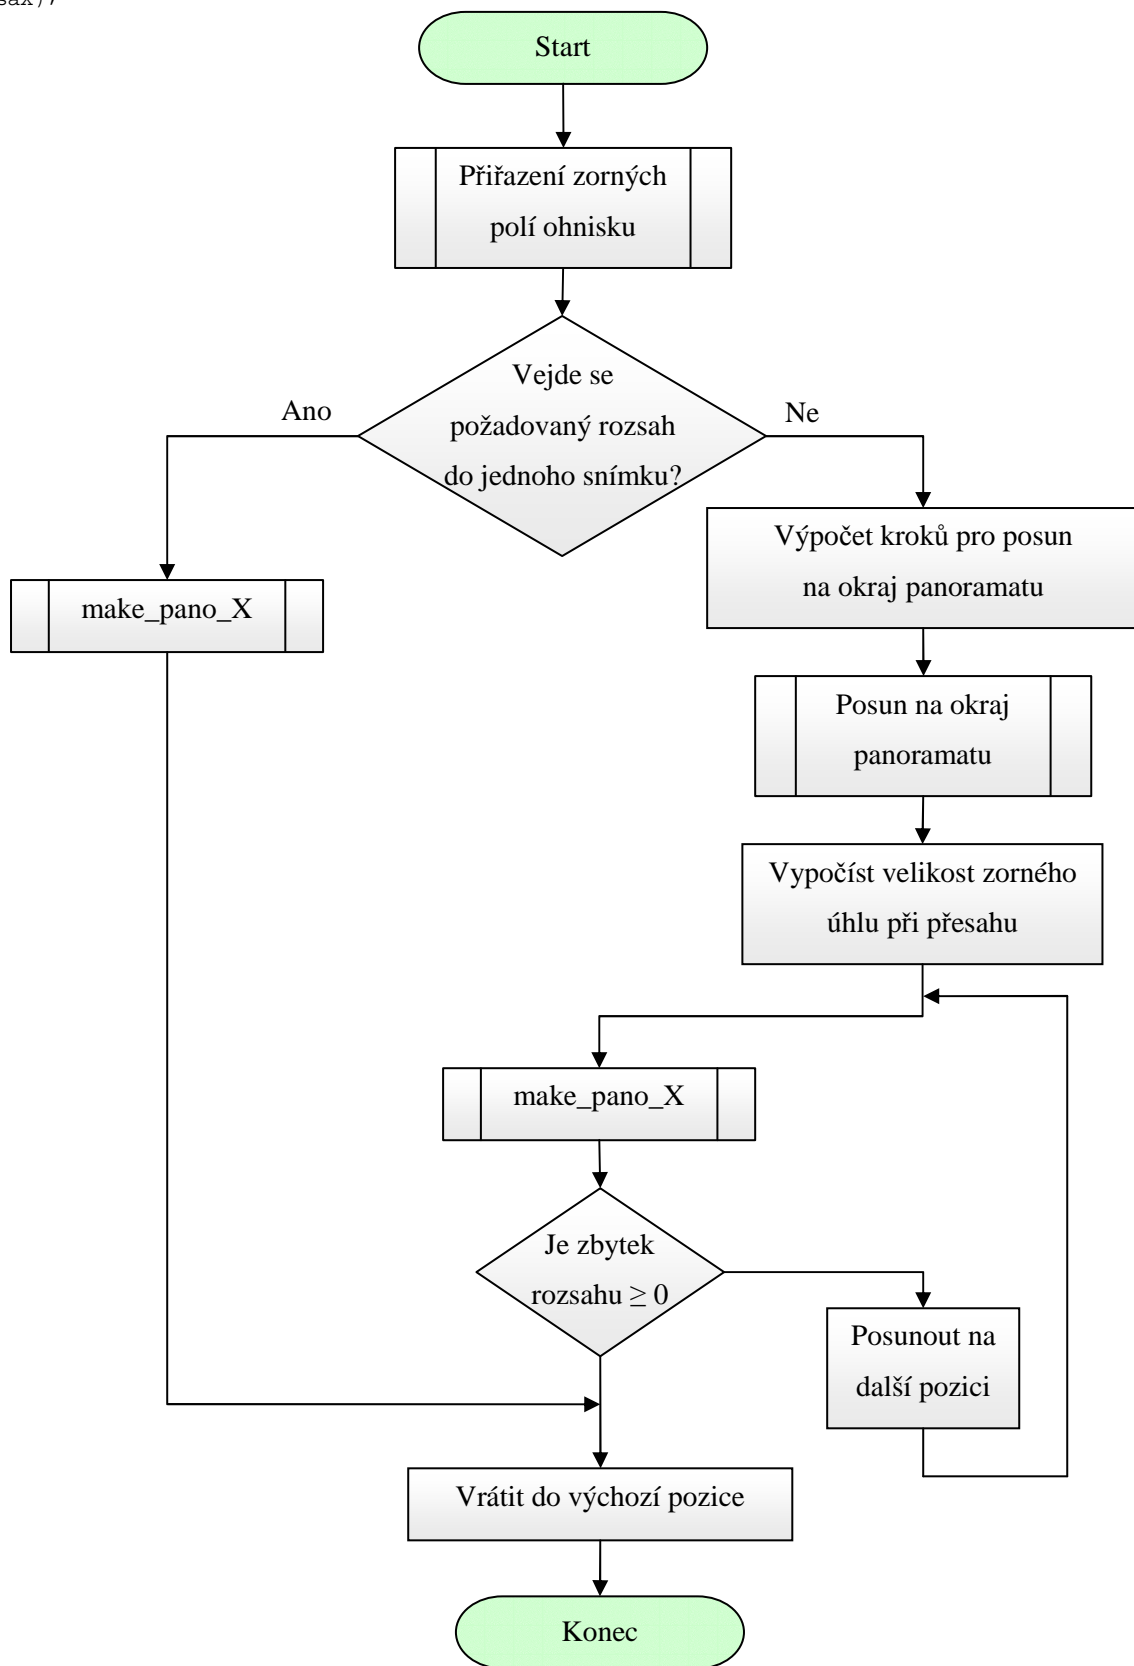 Start
Přiřazení zorných
polí ohnisku
Vejde se
požadovaný rozsah
do jednoho snímku?
Ano
Ne
Výpočet kroků pro posun
na okraj panoramatu
make_pano_X
Posun na okraj
panoramatu
Vypočíst velikost zorného
úhlu při přesahu
make_pano_X
Je zbytek
rozsahu ≥ 0
Posunout na
další pozici
Vrátit do výchozí pozice
Konec